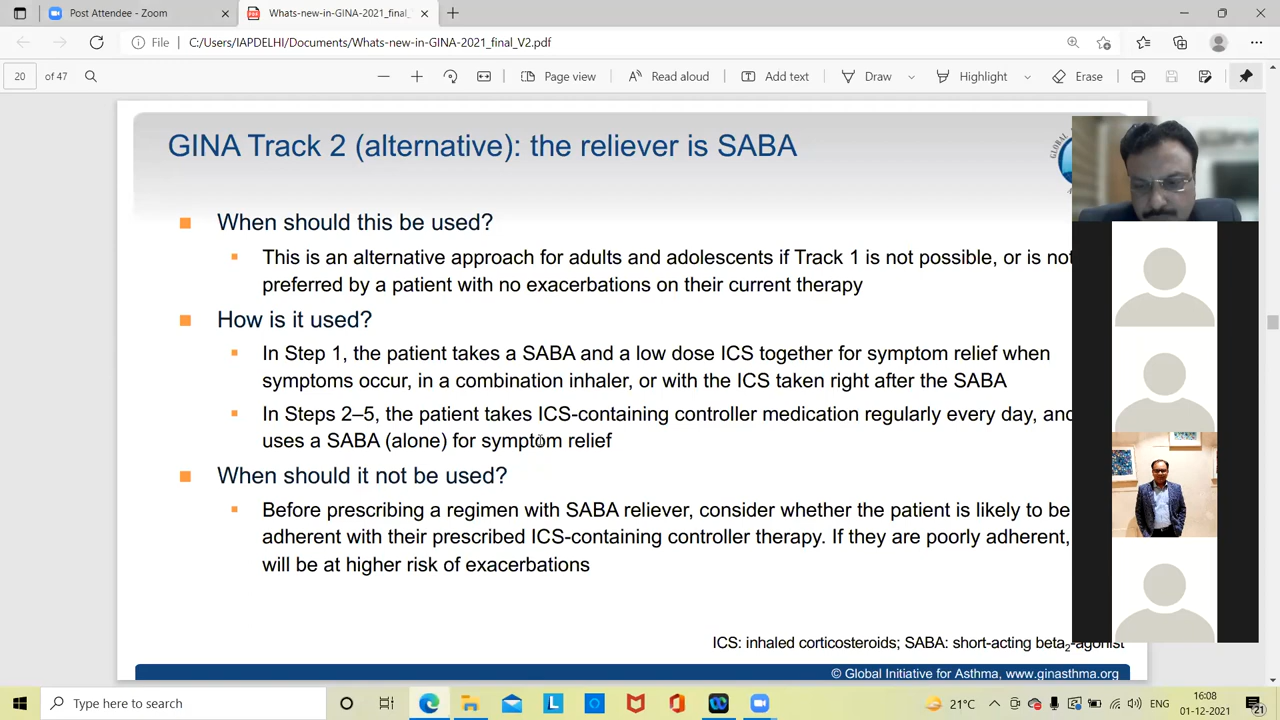 Post Attendee - Zoom
Whats-new-in-GINA-2021_final_
File
C:/Users/IAPDELHI/Documents/Whats-new-in-GINA-2021_final_V2.pdf
20 of 47
Page view
Read aloud
Add text
Draw
Highlight
Erase
GINA Track 2 (alternative): the reliever is SABA
GLOBAL
When should this be used?
This is an alternative approach for adults and adolescents if Track 1 is not possible, or is not
preferred by a patient with no exacerbations on their current therapy
How is it used?
In Step 1, the patient takes a SABA and a low dose ICS together for symptom relief when
symptoms occur, in a combination inhaler, or with the ICS taken right after the SABA
In Steps 2–5, the patient takes ICS-containing controller medication regularly every day, and
uses a SABA (alone) for symptom relief
When should it not be used?
Before prescribing a regimen with SABA reliever, consider whether the patient is likely to be
adherent with their prescribed ICS-containing controller therapy. If they are poorly adherent,
will be at higher risk of exacerbations
ICS: inhaled corticosteroids; SABA: short-acting beta2-agonist
© Global Initiative for Asthma, www.ginasthma.org
Type here to search
21°C
16:08
01-12-2021
21